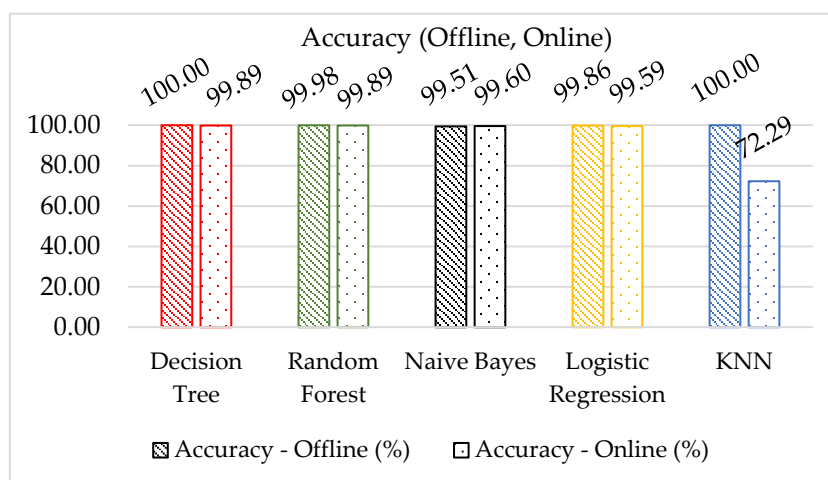 Accuracy (Offline, Online)
100.00 99.89 99.98 99.89 99.51 99.60 99.86 99.59 100.00 72.29
100.00
80.00
60.00
40.00
20.00
0.00
Decision Tree
Random Forest
Naive Bayes
Logistic Regression
KNN
Accuracy - Offline (%) Accuracy - Online (%)